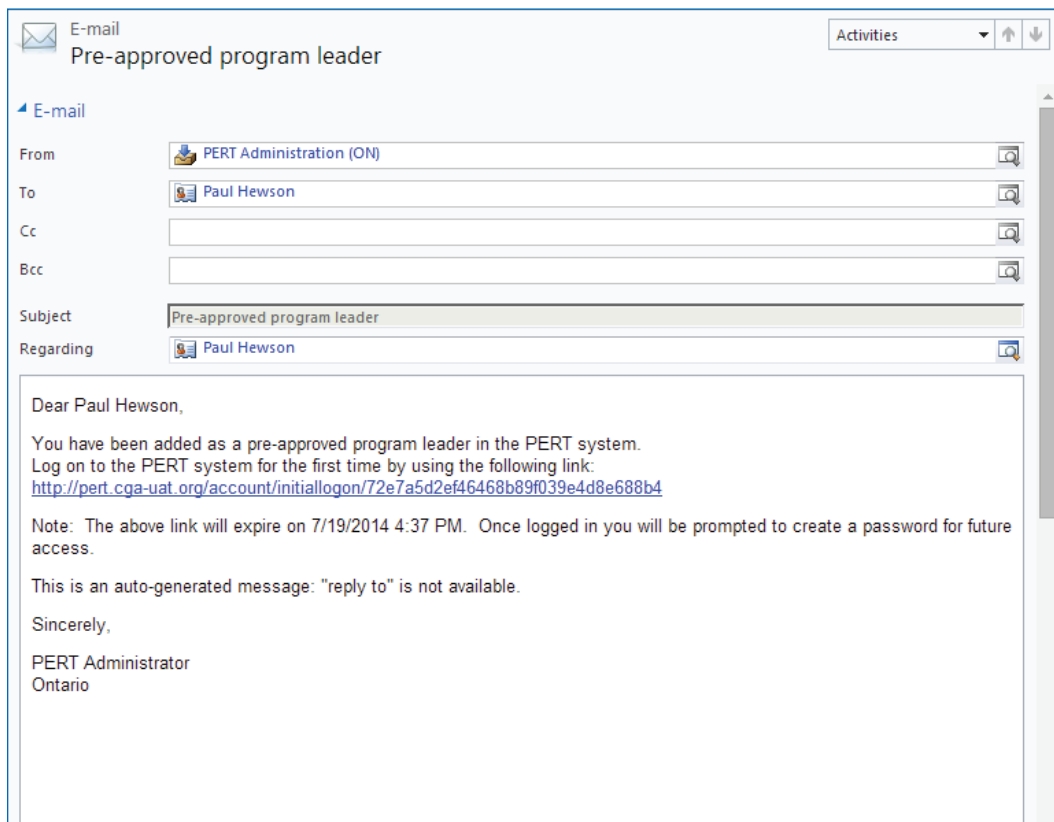 E-mail
Pre-approved program leader
Activities
E-mail
From PERT Administration (ON)
To Paul Hewson
Cc
Bcc
Subject Pre-approved program leader
Regarding Paul Hewson
Dear Paul Hewson,
You have been added as a pre-approved program leader in the PERT system.
Log on to the PERT system for the first time by using the following link:
http://pert.cga-uat.org/account/initiallogon/72e7a5d2ef46468b89f039e4d8e688b4
Note:  The above link will expire on 7/19/2014 4:37 PM.  Once logged in you will be prompted to create a password for future
access.
This is an auto-generated message: "reply to" is not available.
Sincerely,
PERT Administrator
Ontario